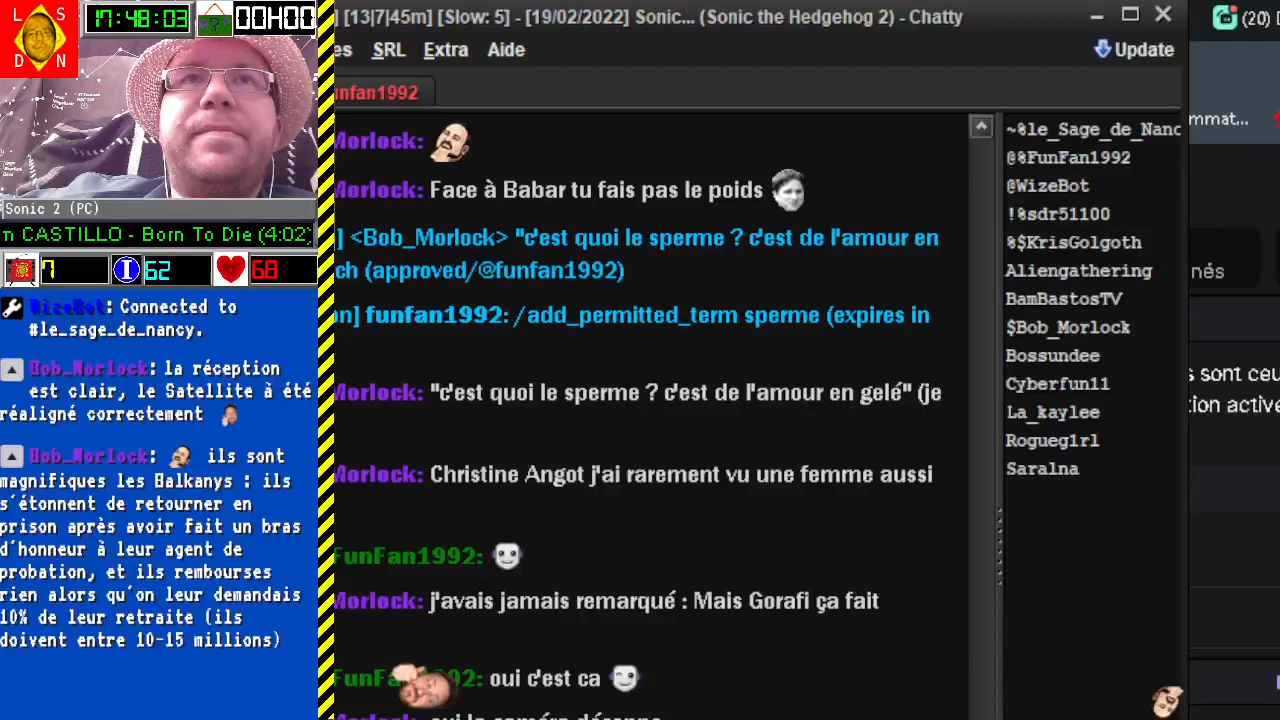 L S
D N
17:48:03
00H00
Sonic 2 (PC)
n CASTILLO - Born To Die (4:02)
7
62
68
WizeBot: Connected to
#le_sage_de_nancy.
Bob_Morlock: la réception
est clair, le Satellite à été
réaligné correctement
Bob_Morlock: ils sont
magnifiques les Balkanys : ils
s'étonnent de retourner en
prison après avoir fait un bras
d'honneur à leur agent de
probation, et ils rembourses
rien alors qu'on leur demandais
10% de leur retraite (ils
doivent entre 10-15 millions)
] [13|7|45m] [Slow: 5] - [19/02/2022] Sonic... (Sonic the Hedgehog 2) - Chatty
es SRL Extra Aide
Update
unfan1992
Morlock:
Morlock: Face à Babar tu fais pas le poids
] <Bob_Morlock> "c'est quoi le sperme ? c'est de l'amour en
ch (approved/@funfan1992)
on] funfan1992: /add_permitted_term sperme (expires in
Morlock: "c'est quoi le sperme ? c'est de l'amour en gelé" (je
Morlock: Christine Angot j'ai rarement vu une femme aussi
FunFan1992:
Morlock: j'avais jamais remarqué : Mais Gorafi ça fait
FunFan1992: oui c'est ca
~%le_Sage_de_Nanc
@%FunFan1992
@WizeBot
!%sdr51100
%$KrisGolgoth
Aliengathering
BamBastosTV
$Bob_Morlock
Bossundee
Cyberfun11
La_kaylee
Rogueg1rl
Saralna
(20)
mmat...
nés
s sont ceu
tion active